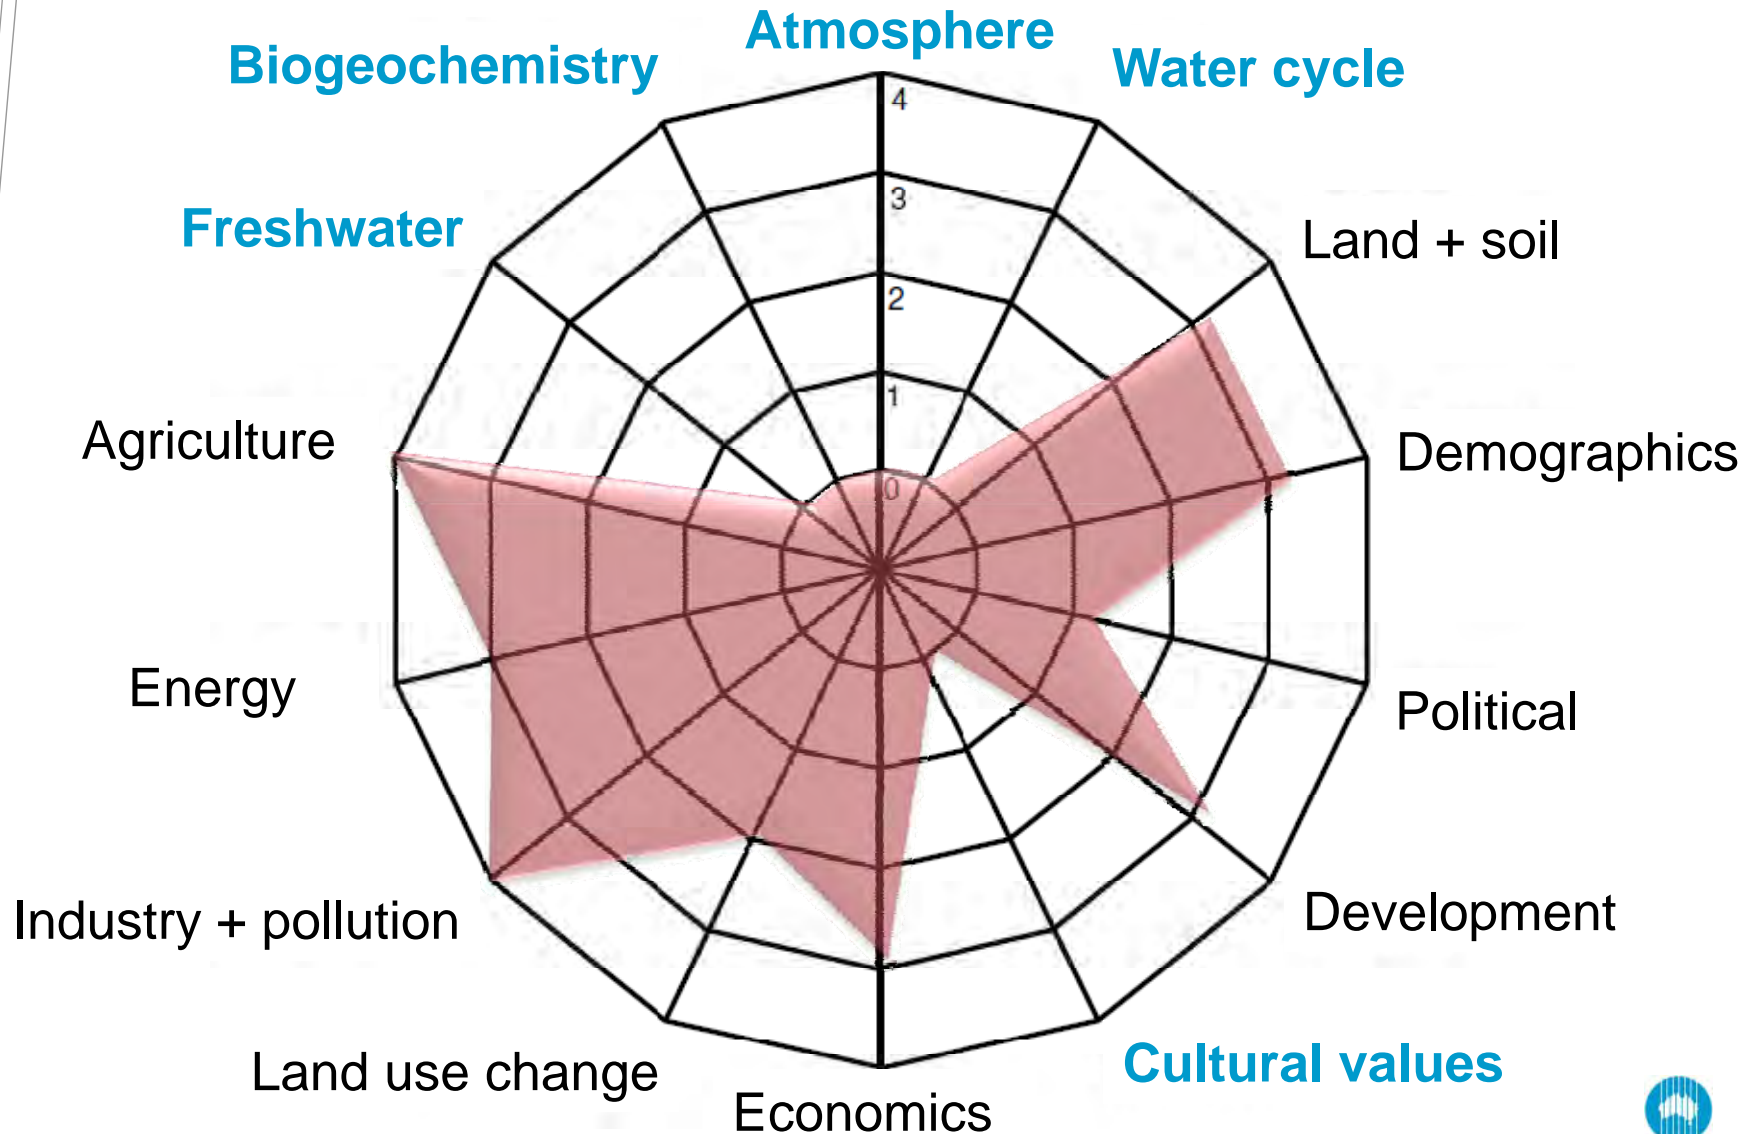 Atmosphere
Biogeochemistry
Water cycle
4
3
Freshwater
Land + soil
2
1
Agriculture
Demographics
0
Energy
Political
Industry + pollution
Development
Land use change
Cultural values
Economics